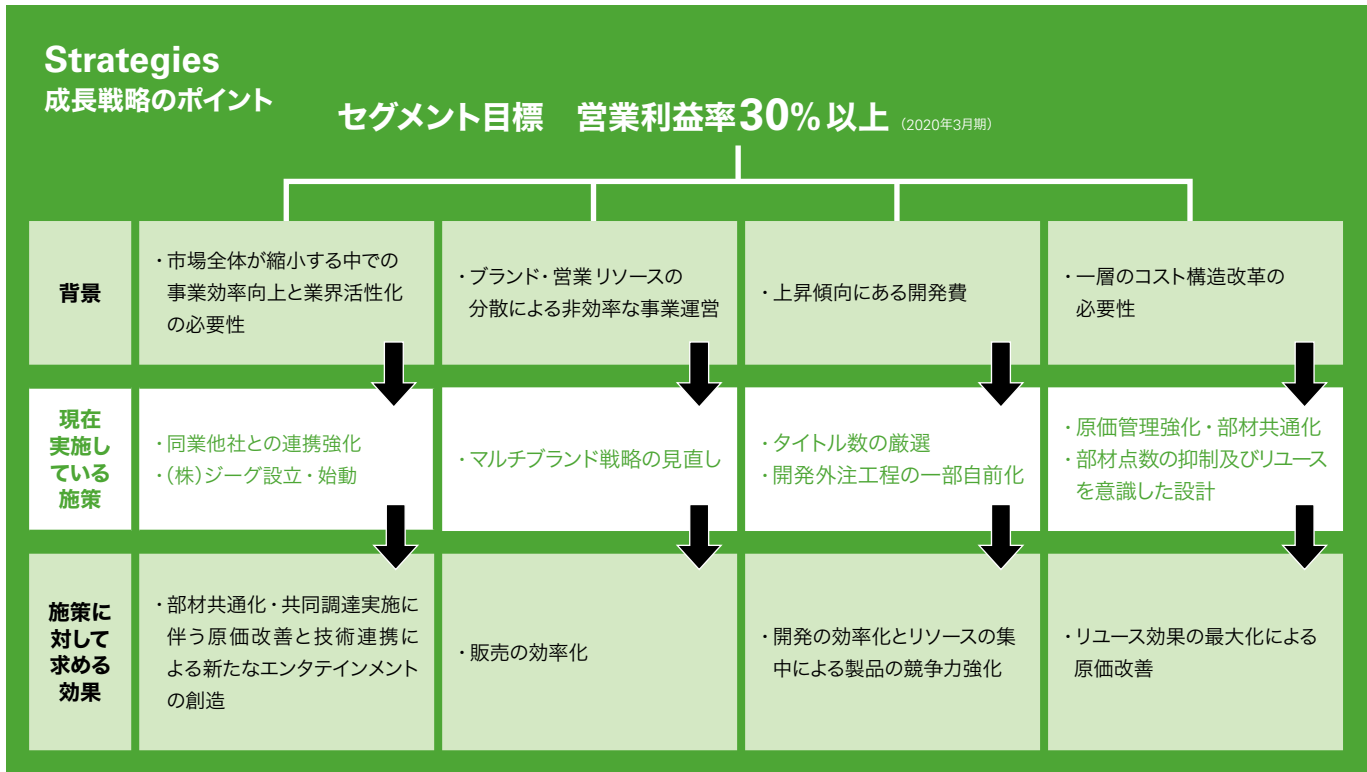 Strategies
成長戦略のポイント
セグメント目標　営業利益率30%以上（2020年3月期）
背景
・市場全体が縮小する中での
事業効率向上と業界活性化
の必要性
・ブランド・営業リソースの
分散による非効率な事業運営
・上昇傾向にある開発費
・一層のコスト構造改革の
必要性
現在
実施し
ている
施策
・同業他社との連携強化
・(株)ジーグ設立・始動
・マルチブランド戦略の見直し
・タイトル数の厳選
・開発外注工程の一部自前化
・原価管理強化・部材共通化
・部材点数の抑制及びリユース
を意識した設計
施策に
対して
求める
効果
・部材共通化・共同調達実施に
伴う原価改善と技術連携に
よる新たなエンタテインメント
の創造
・販売の効率化
・開発の効率化とリソースの集
中による製品の競争力強化
・リユース効果の最大化による
原価改善